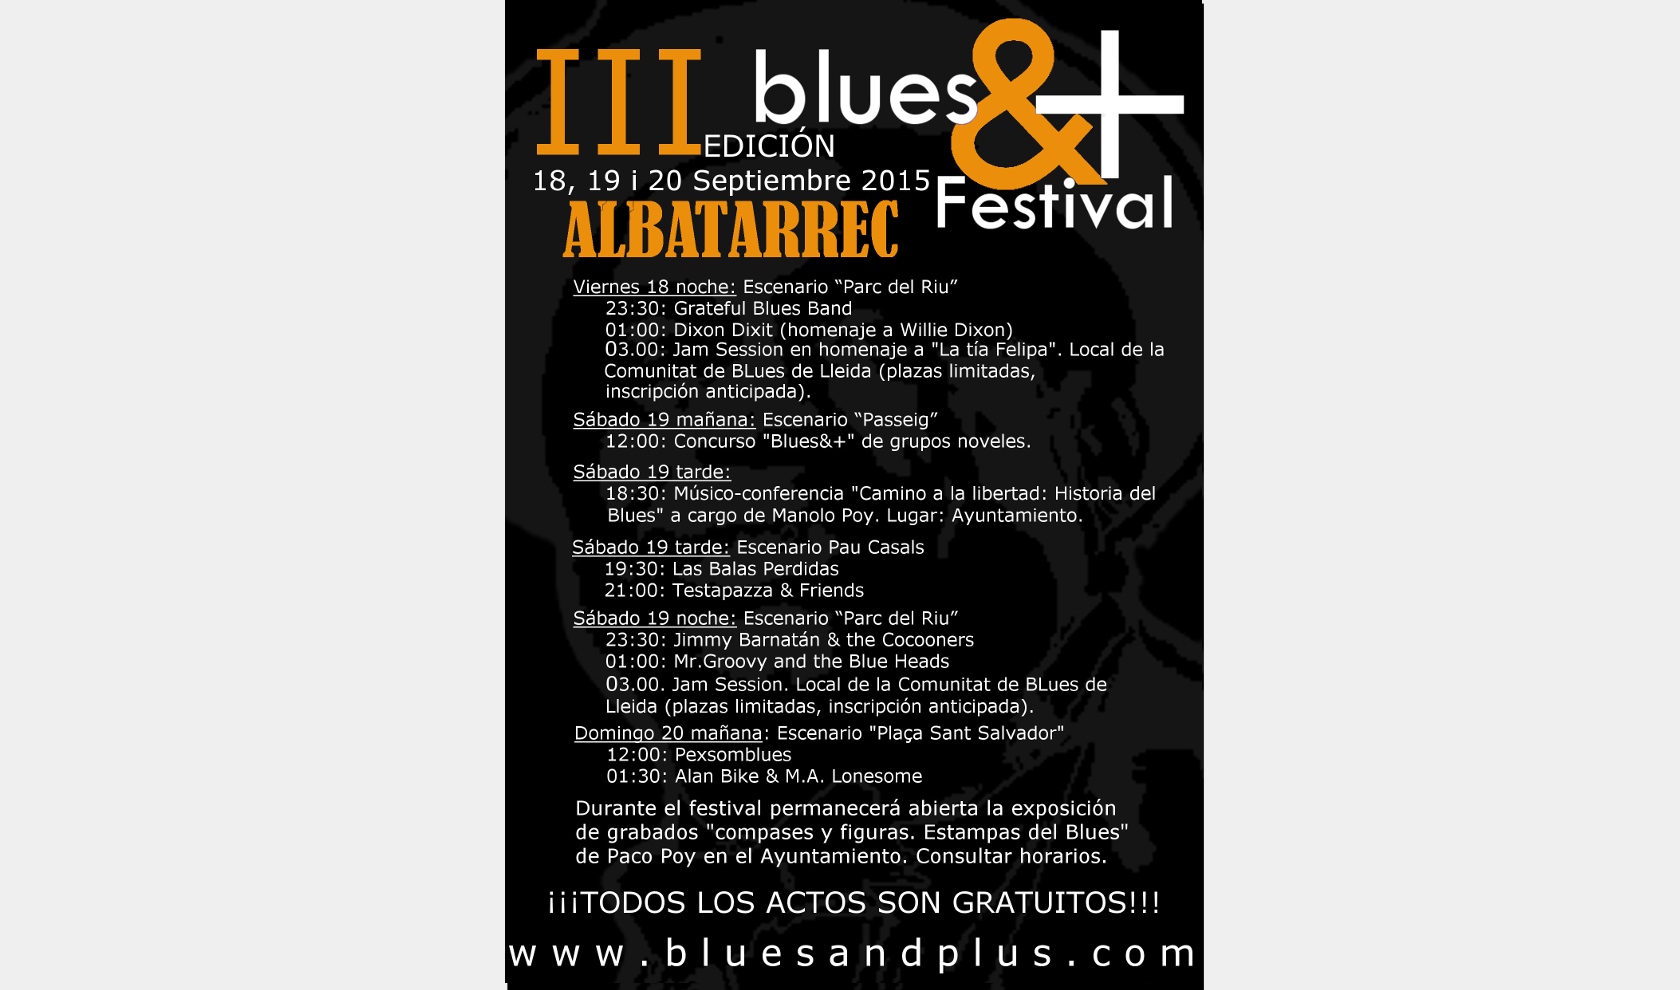 III blues&+
EDICIÓN
18, 19 i 20 Septiembre 2015
Festival
ALBATARREC
Viernes 18 noche: Escenario “Parc del Riu”
23:30: Grateful Blues Band
01:00: Dixon Dixit (homenaje a Willie Dixon)
03.00: Jam Session en homenaje a "La tía Felipa". Local de la
Comunitat de BLues de Lleida (plazas limitadas,
inscripción anticipada).
Sábado 19 mañana: Escenario “Passeig”
12:00: Concurso "Blues&+" de grupos noveles.
Sábado 19 tarde:
18:30: Músico-conferencia "Camino a la libertad: Historia del
Blues" a cargo de Manolo Poy. Lugar: Ayuntamiento.
Sábado 19 tarde: Escenario Pau Casals
19:30: Las Balas Perdidas
21:00: Testapazza & Friends
Sábado 19 noche: Escenario “Parc del Riu”
23:30: Jimmy Barnatán & the Cocooners
01:00: Mr.Groovy and the Blue Heads
03.00. Jam Session. Local de la Comunitat de BLues de
Lleida (plazas limitadas, inscripción anticipada).
Domingo 20 mañana: Escenario "Plaça Sant Salvador"
12:00: Pexsomblues
01:30: Alan Bike & M.A. Lonesome
Durante el festival permanecerá abierta la exposición
de grabados "compases y figuras. Estampas del Blues"
de Paco Poy en el Ayuntamiento. Consultar horarios.
¡¡¡TODOS LOS ACTOS SON GRATUITOS!!!
www.bluesandplus.com